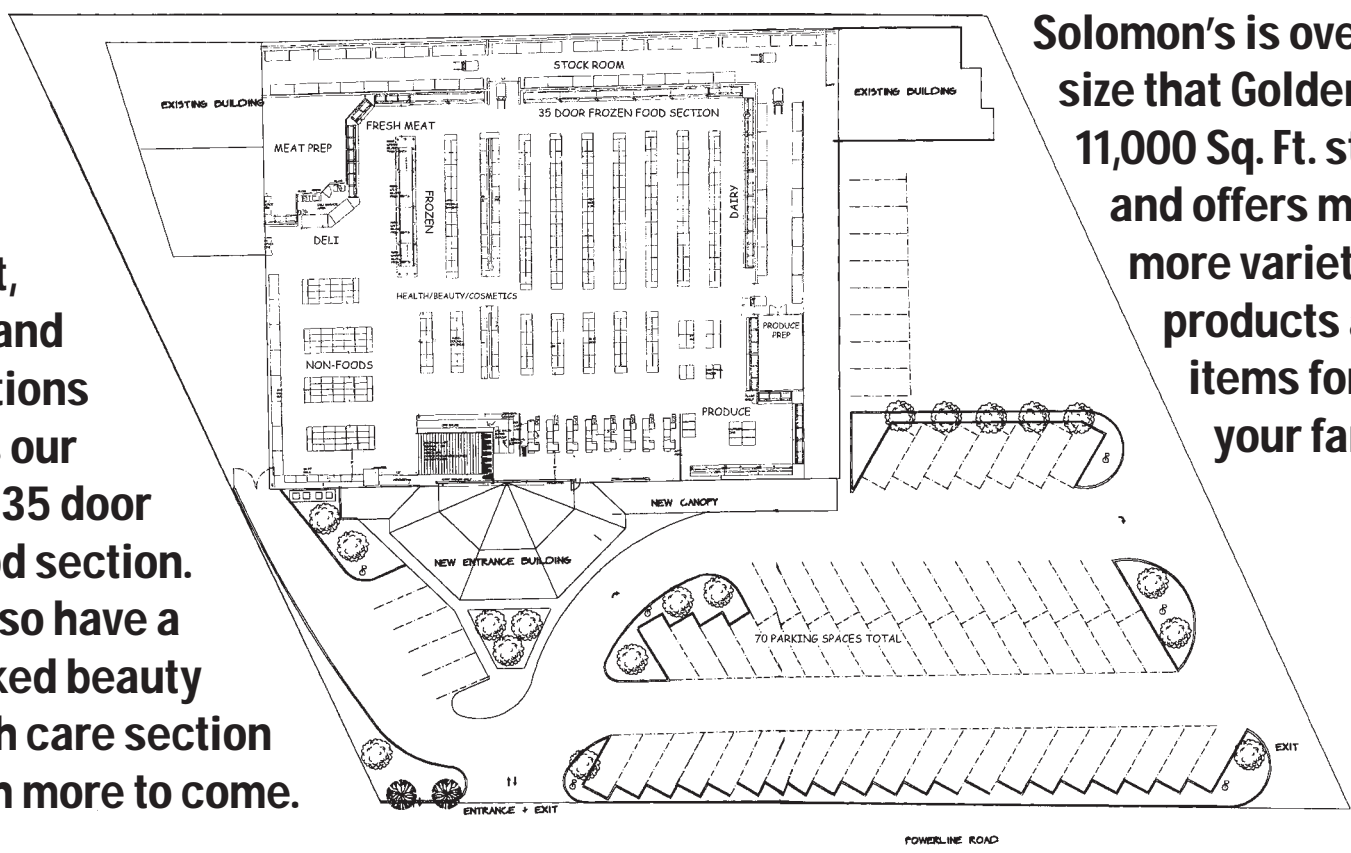 Solomon's is ove
size that Golde
11,000 Sq. Ft. st
and offers m
more variet
products
items for
your fa
t,
and
tions
our
35 door
d section.
so have a
ked beauty
h care section
more to come.
STOCK ROOM
EXISTING BUILDING
EXISTING BUILDING
35 DOOR FROZEN FOOD SECTION
FRESH MEAT
MEAT PREP
FROZEN
DAIRY
DELI
HEALTH/BEAUTY/COSMETICS
PRODUCE
PREP
NON-FOODS
PRODUCE
NEW CANOPY
NEW ENTRANCE BUILDING
70 PARKING SPACES TOTAL
EXIT
ENTRANCE + EXIT
POWERLINE ROAD